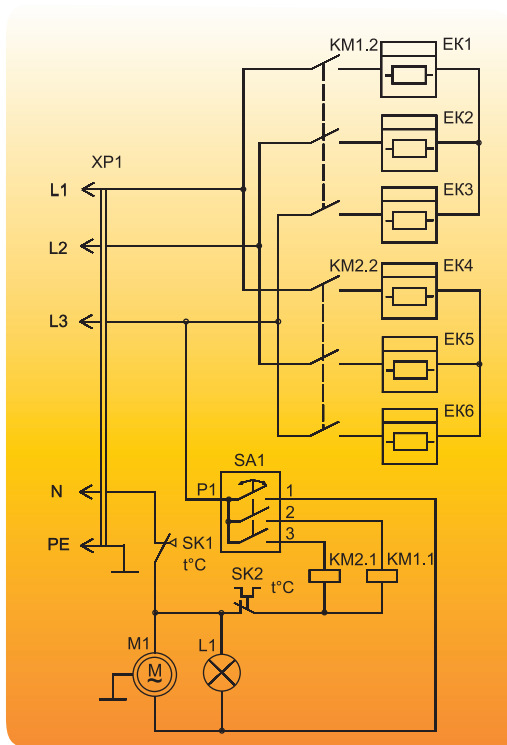 KM1.2
EK1
EK2
XP1
L1
EK3
L2
KM2.2
EK4
L3
EK5
EK6
SA1
N
P1
1
2
PE
SK1
3
t°C
SK2
t°C
KM2.1
KM1.1
M1
L1
M
~